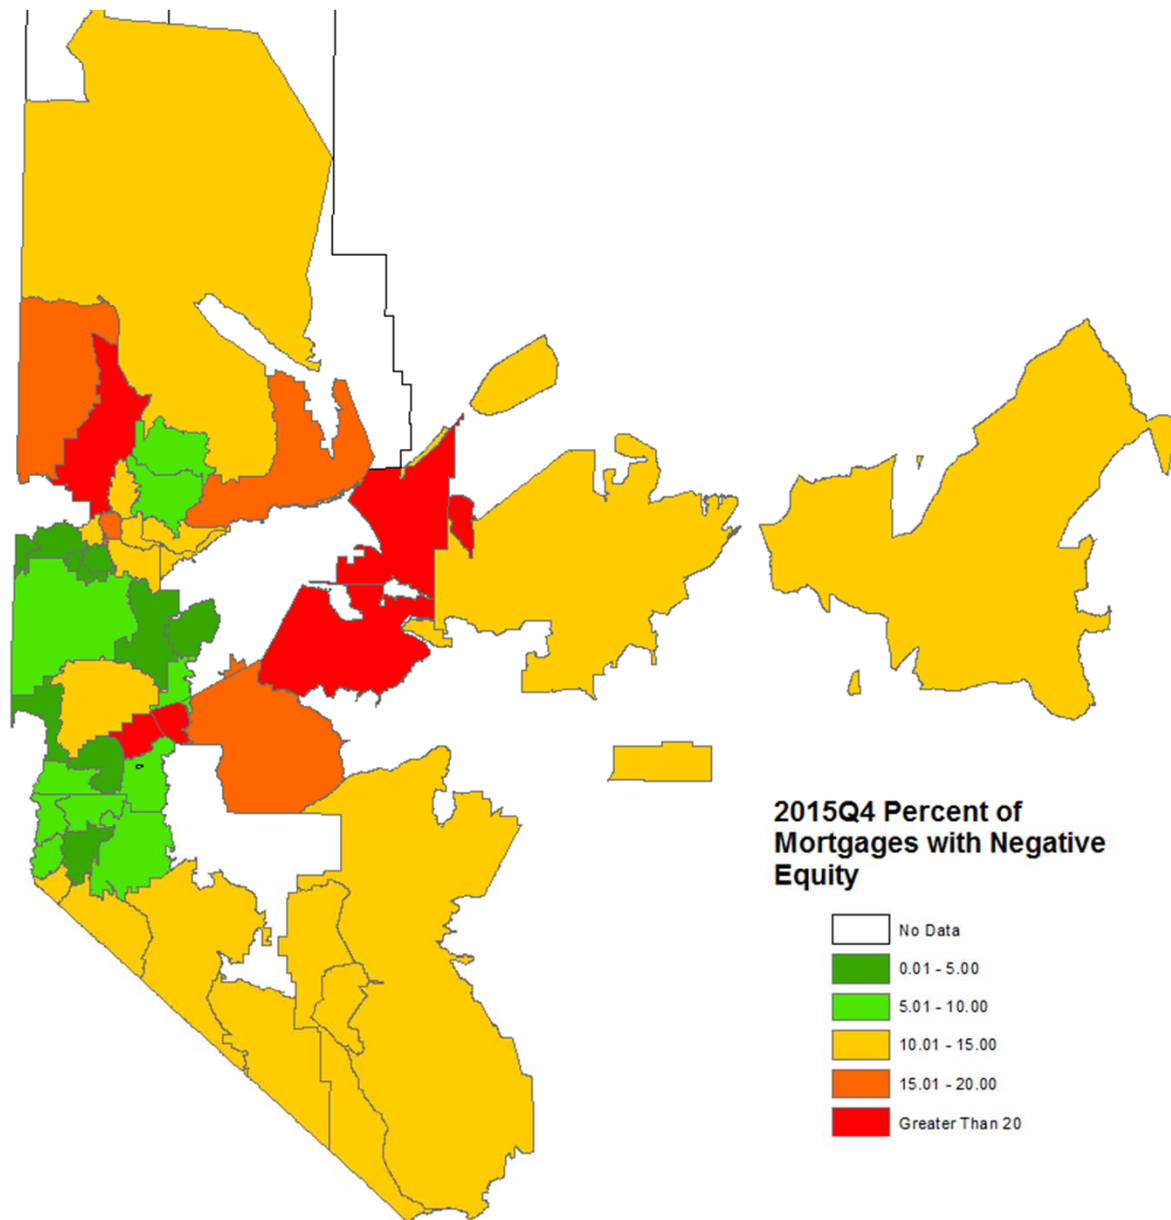 2015Q4 Percent of
Mortgages with Negative
Equity
No Data
0.01 - 5.00
5.01 - 10.00
10.01 - 15.00
15.01 - 20.00
Greater Than 20